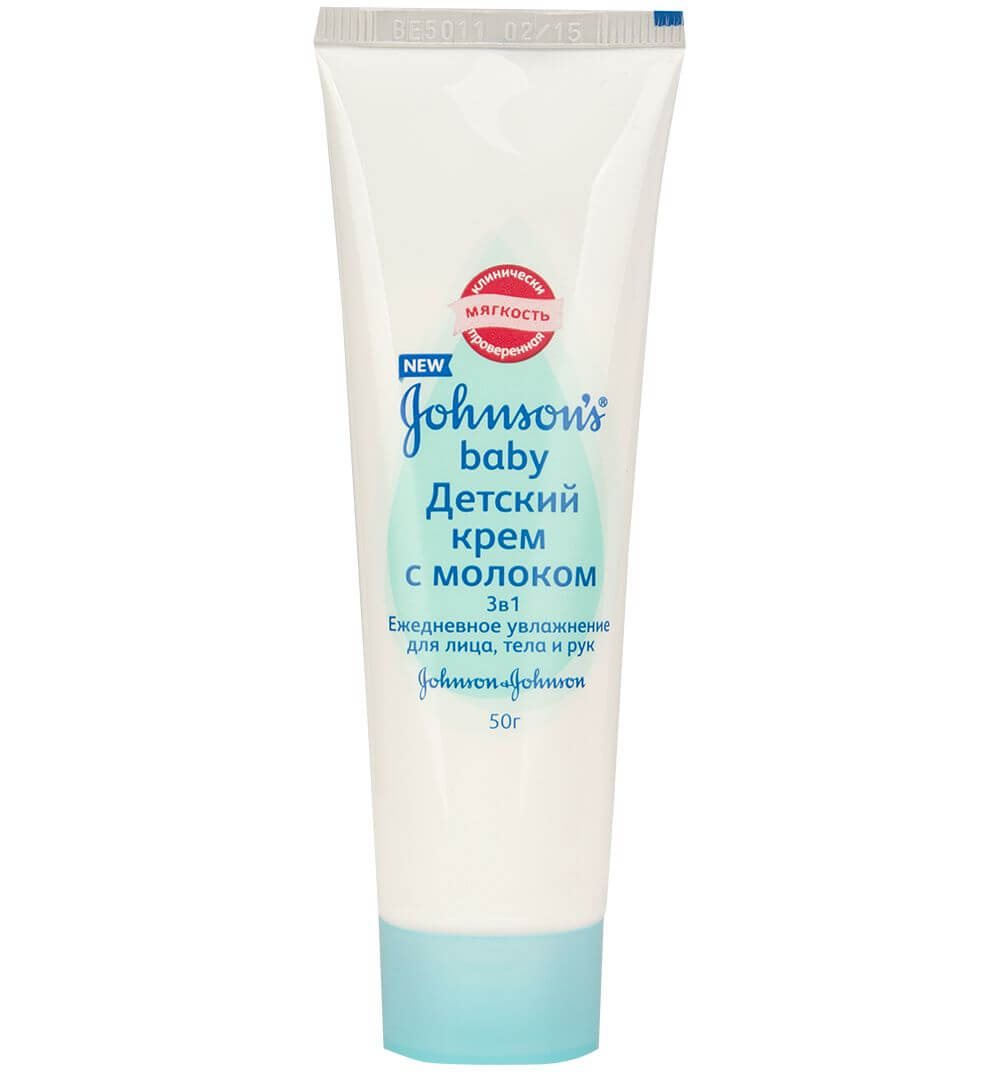 BE5011 02/15
клинически
мягкость
проверенная
NEW
Johnson's®
baby
Детский
крем
с молоком
3в1
Ежедневное увлажнение
для лица, тела и рук
Johnson & Johnson
50г